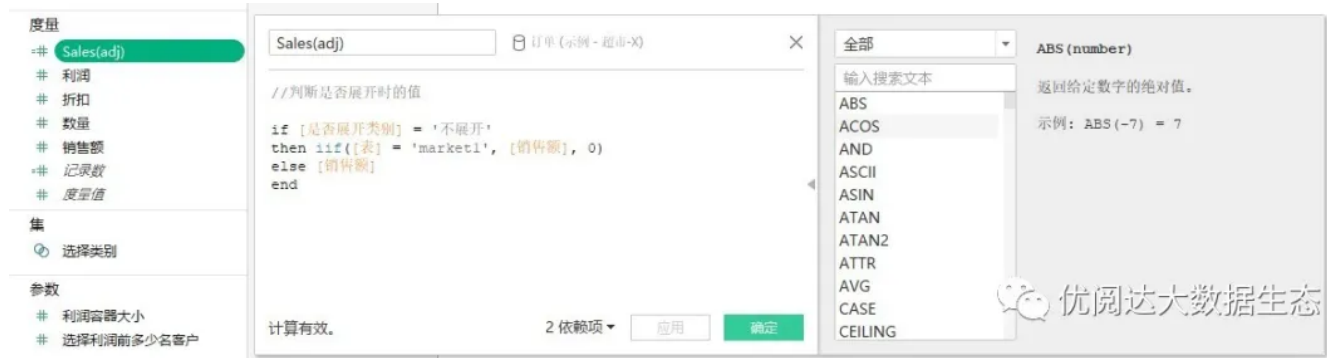 度量
Sales(adj)
利润
折扣
数量
销售额
记录数
度量值
集
选择类别
参数
利润容器大小
选择利润前多少名客户
Sales(adj)
订单 (示例 - 超市-X)
//判断是否展开时的值
if [是否展开类别] = '不展开'
then iif([表] = 'market1', [销售额], 0)
else [销售额]
end
计算有效。
2 依赖项
应用
确定
全部
输入搜索文本
ABS
ACOS
AND
ASCII
ASIN
ATAN
ATAN2
ATTR
AVG
CASE
CEILING
ABS(number)
返回给定数字的绝对值。
示例: ABS(-7) = 7
优阅达大数据生态